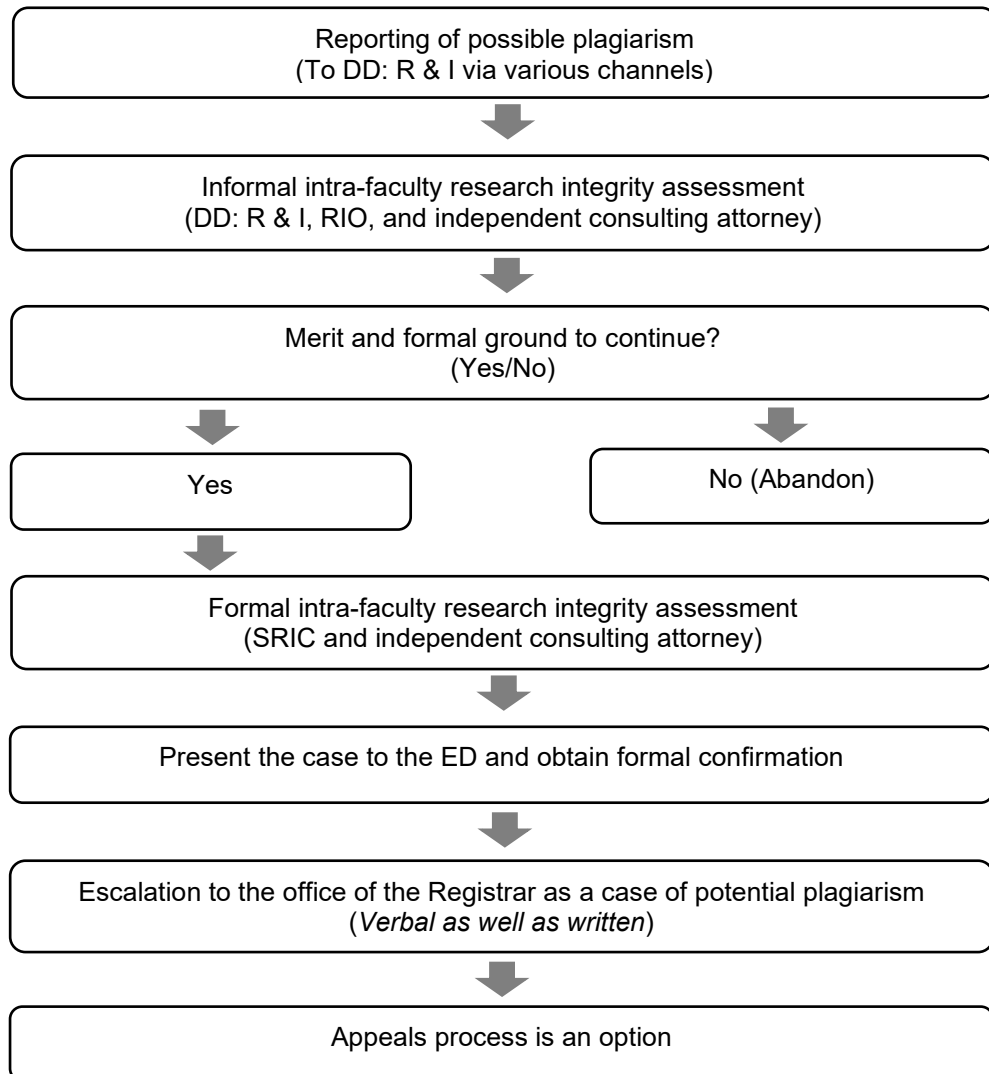 Reporting of possible plagiarism
(To DD: R & I via various channels)
Informal intra-faculty research integrity assessment
(DD: R & I, RIO, and independent consulting attorney)
Merit and formal ground to continue?
(Yes/No)
Yes
No (Abandon)
Formal intra-faculty research integrity assessment
(SRIC and independent consulting attorney)
Present the case to the ED and obtain formal confirmation
Escalation to the office of the Registrar as a case of potential plagiarism
(Verbal as well as written)
Appeals process is an option